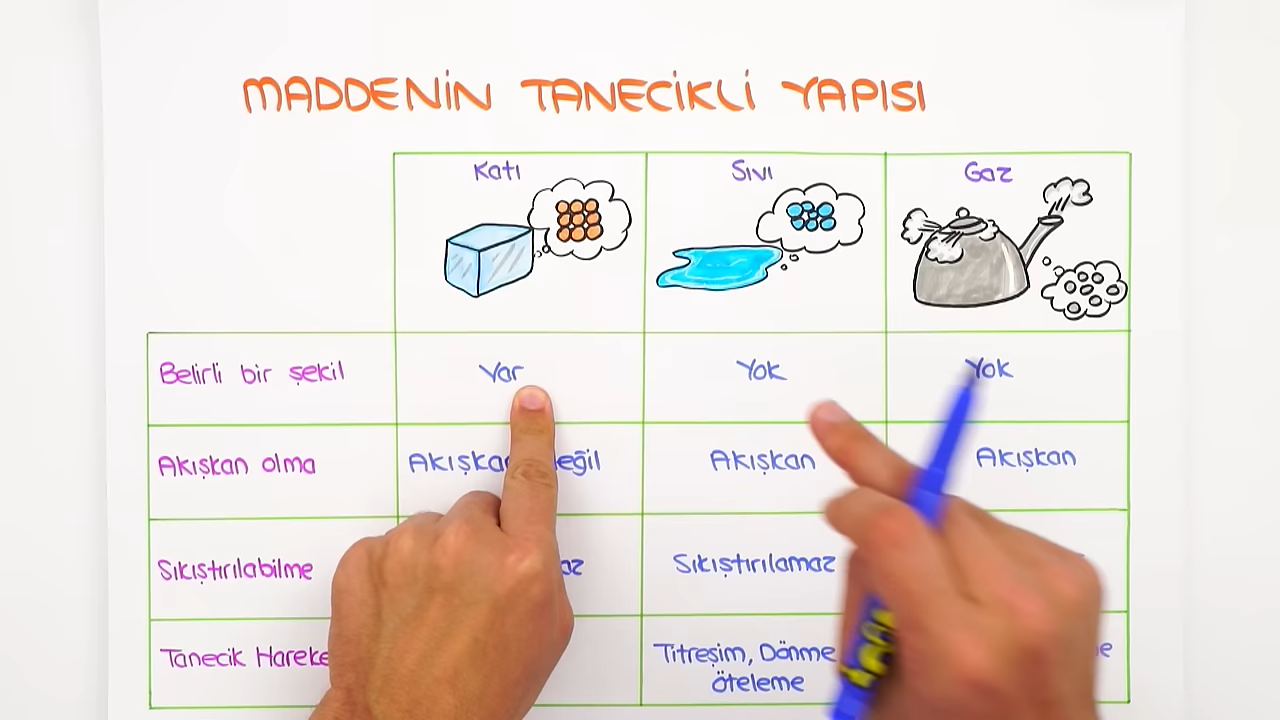 MADDENİN TANECİKLİ YAPISI
Katı Sıvı Gaz
Belirli bir şekil Var Yok Yok
Akışkan olma Akışkan Akışkan
Sıkıştırılabilme Sıkıştırılamaz
Tanecik Titreşim, Dönme
Öteleme